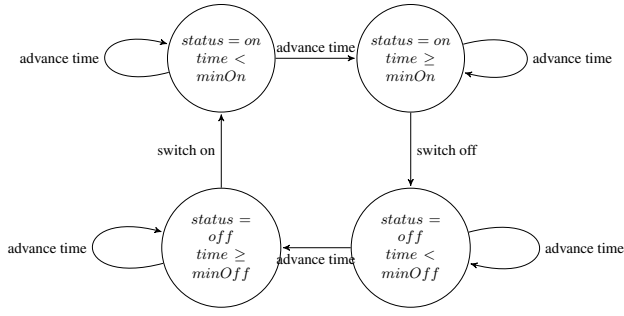 status = on
time <
minOn
advance time
status = on
time ≥
minOn
advance time
advance time
switch on
switch off
status =
off
time ≥
minOff
advance time
status =
off
time <
minOff
advance time
advance time